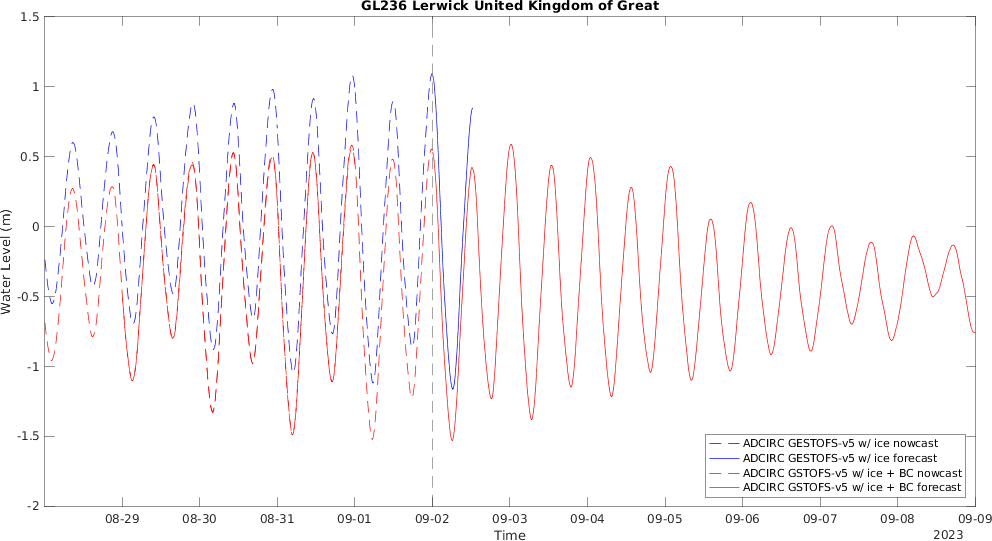 GL236 Lerwick United Kingdom of Great
1.5
1
0.5
0
-0.5
-1
-1.5
-2
Water Level (m)
08-29 08-30 08-31 09-01 09-02 09-03 09-04 09-05 09-06 09-07 09-08 09-09
Time
2023
ADCIRC GESTOFS-v5 w/ ice nowcast
ADCIRC GESTOFS-v5 w/ ice forecast
ADCIRC GSTOFS-v5 w/ ice + BC nowcast
ADCIRC GSTOFS-v5 w/ ice + BC forecast